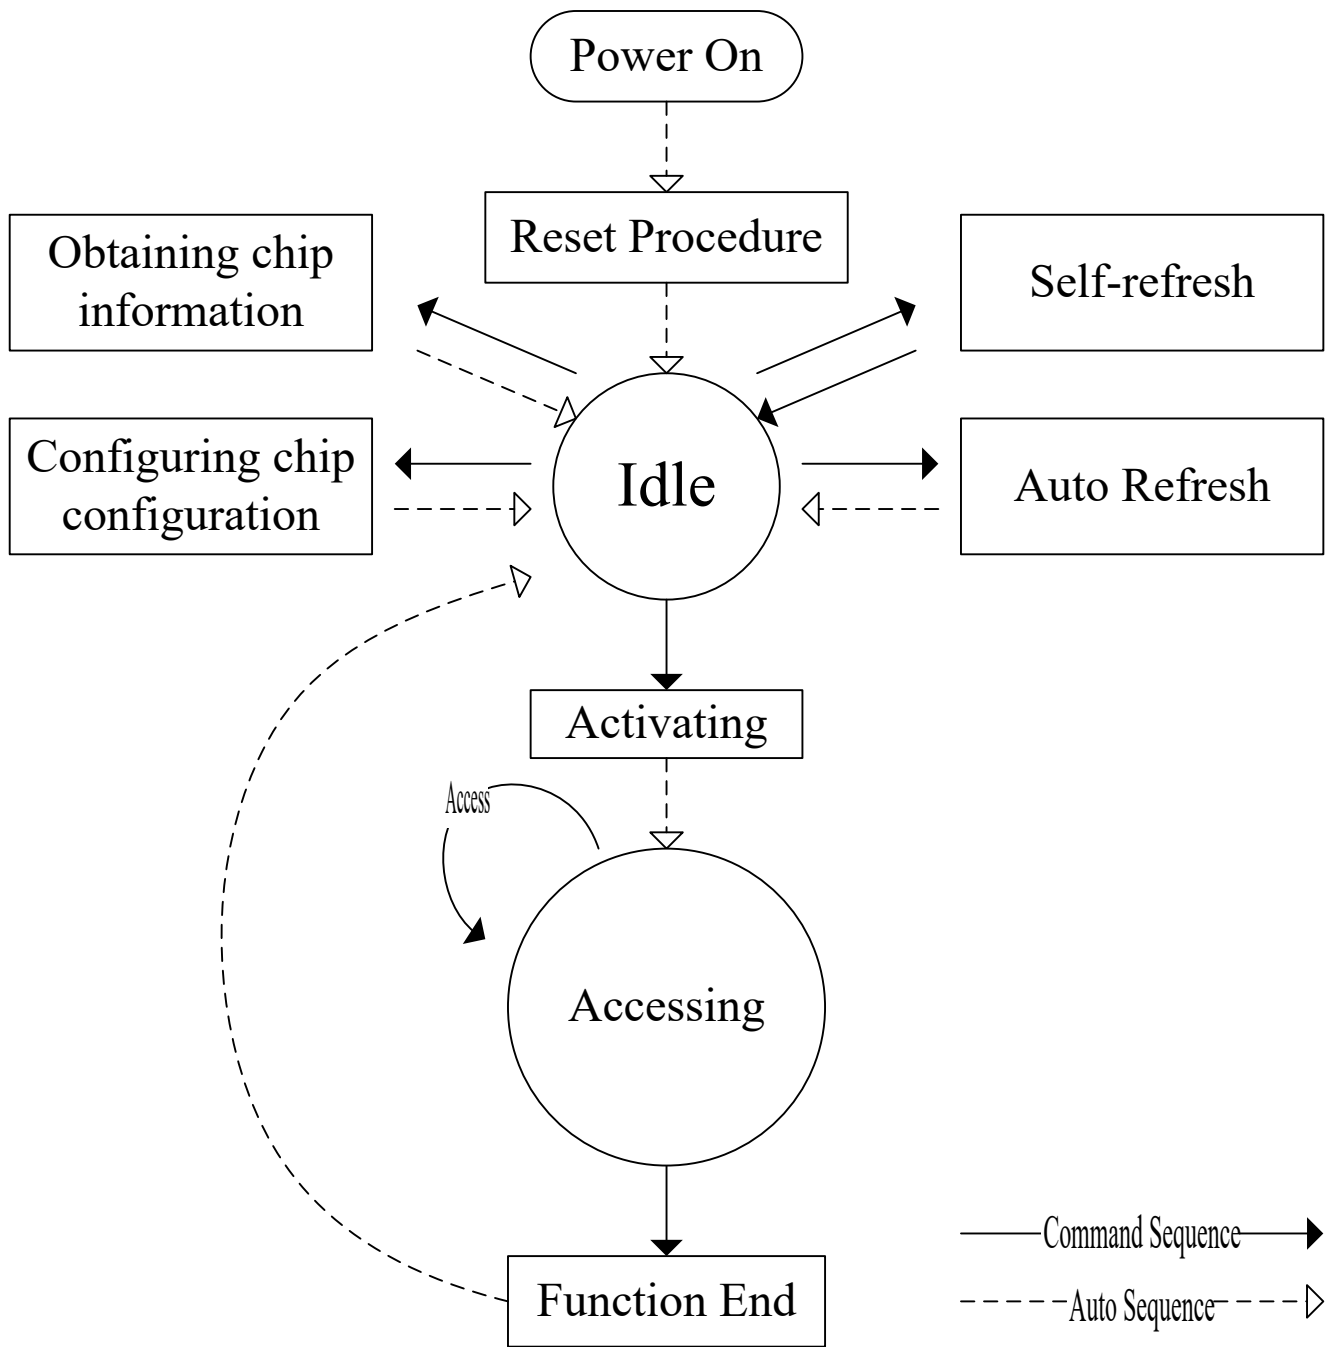 Power On
Reset Procedure
Obtaining chip
information
Self-refresh
Configuring chip
configuration
Idle
Auto Refresh
Activating
Access
Accessing
Command Sequence
Function End
Auto Sequence